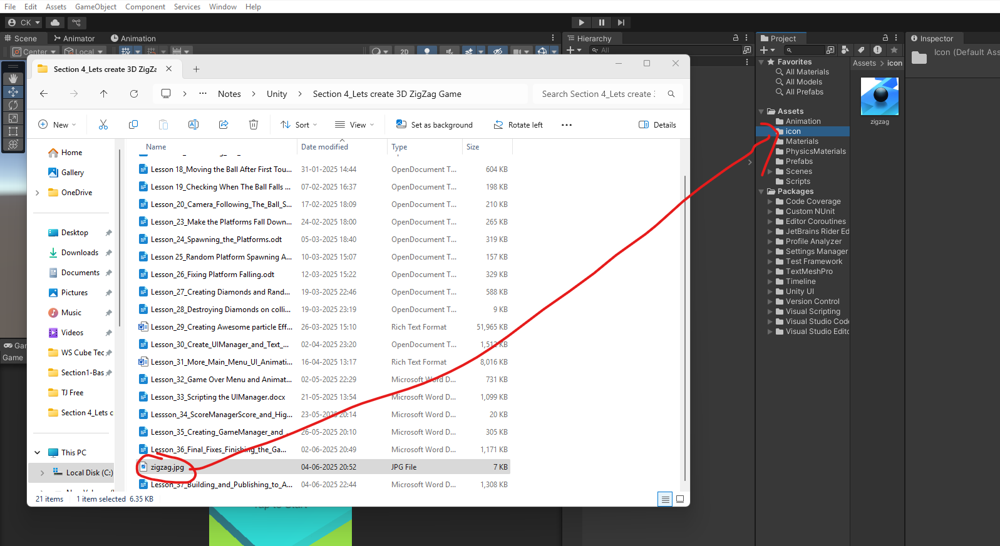 File Edit Assets GameObject Component Services Window Help
CK
Scene Animator Animation
Hierarchy
Project
Inspector
Center Local 2D
All
Icon (Default Ass
Section 4_Lets create 3D ZigZa
Favorites
All Materials
All Models
All Prefabs
Assets > icon
zigzag
Notes > Unity > Section 4_Lets create 3D ZigZag Game
Search Section 4_Lets create 3
New Sort View Set as background Rotate left Details
Assets
Animation
icon
Materials
PhysicsMaterials
Prefabs
Scenes
Scripts
Packages
Code Coverage
Custom NUnit
Editor Coroutines
JetBrains Rider Ed
Profile Analyzer
Settings Manager
Test Framework
TextMeshPro
Timeline
Unity UI
Version Control
Visual Scripting
Visual Studio Code
Visual Studio Edito
Home
Gallery
OneDrive
Desktop
Downloads
Documents
Pictures
Music
Videos
WS Cube Tec
Section1-Bas
TJ Free
Section 4_Lets c
This PC
Local Disk (C:)
Name Date modified Type Size
Lesson 18_Moving the Ball After First Tou... 31-01-2025 14:44 OpenDocument T... 604 KB
Lesson 19_Checking When The Ball Falls ... 07-02-2025 16:37 OpenDocument T... 198 KB
Lesson_20_Camera_Following_The_Ball_S... 17-02-2025 18:09 OpenDocument T... 210 KB
Lesson_23_Make the Platforms Fall Down... 24-02-2025 18:00 OpenDocument T... 265 KB
Lesson_24_Spawning_the_Platforms.odt 05-03-2025 18:40 OpenDocument T... 319 KB
Lesson 25_Random Platform Spawning A... 10-03-2025 15:07 OpenDocument T... 157 KB
Lesson_26_Fixing Platform Falling.odt 12-03-2025 15:22 OpenDocument T... 329 KB
Lesson_27_Creating Diamonds and Rand... 19-03-2025 22:46 OpenDocument T... 588 KB
Lesson_28_Destroying Diamonds on colli... 19-03-2025 23:19 OpenDocument T... 9 KB
Lesson_29_Creating Awesome particle Eff... 26-03-2025 15:10 Rich Text Format 51,965 KB
Lesson_30_Create_UIManager_and_Text_... 02-04-2025 23:20 OpenDocument T... 1,512 KB
Lesson_31_More_Main_Menu_UI_Animati... 16-04-2025 13:17 Rich Text Format 8,016 KB
Lesson_32_Game Over Menu and Animat... 02-05-2025 22:29 Microsoft Word D... 731 KB
Lesson_33_Scripting the UIManager.docx 21-05-2025 13:54 Microsoft Word D... 1,099 KB
Lessson_34_ScoreManagerScore_and_Hig... 23-05-2025 20:14 Microsoft Word D... 20 KB
Lesson_35_Creating_GameManager_and_... 26-05-2025 20:10 Microsoft Word D... 305 KB
Lesson_36_Final_Fixes_Finishing_the_Ga... 02-06-2025 20:49 Microsoft Word D... 1,171 KB
zigzag.jpg 04-06-2025 20:52 JPG File 7 KB
Lesson_37_Building_and_Publishing_to_A... 04-06-2025 22:44 Microsoft Word D... 1,308 KB
21 items 1 item selected 6.35 KB
Gan
Game